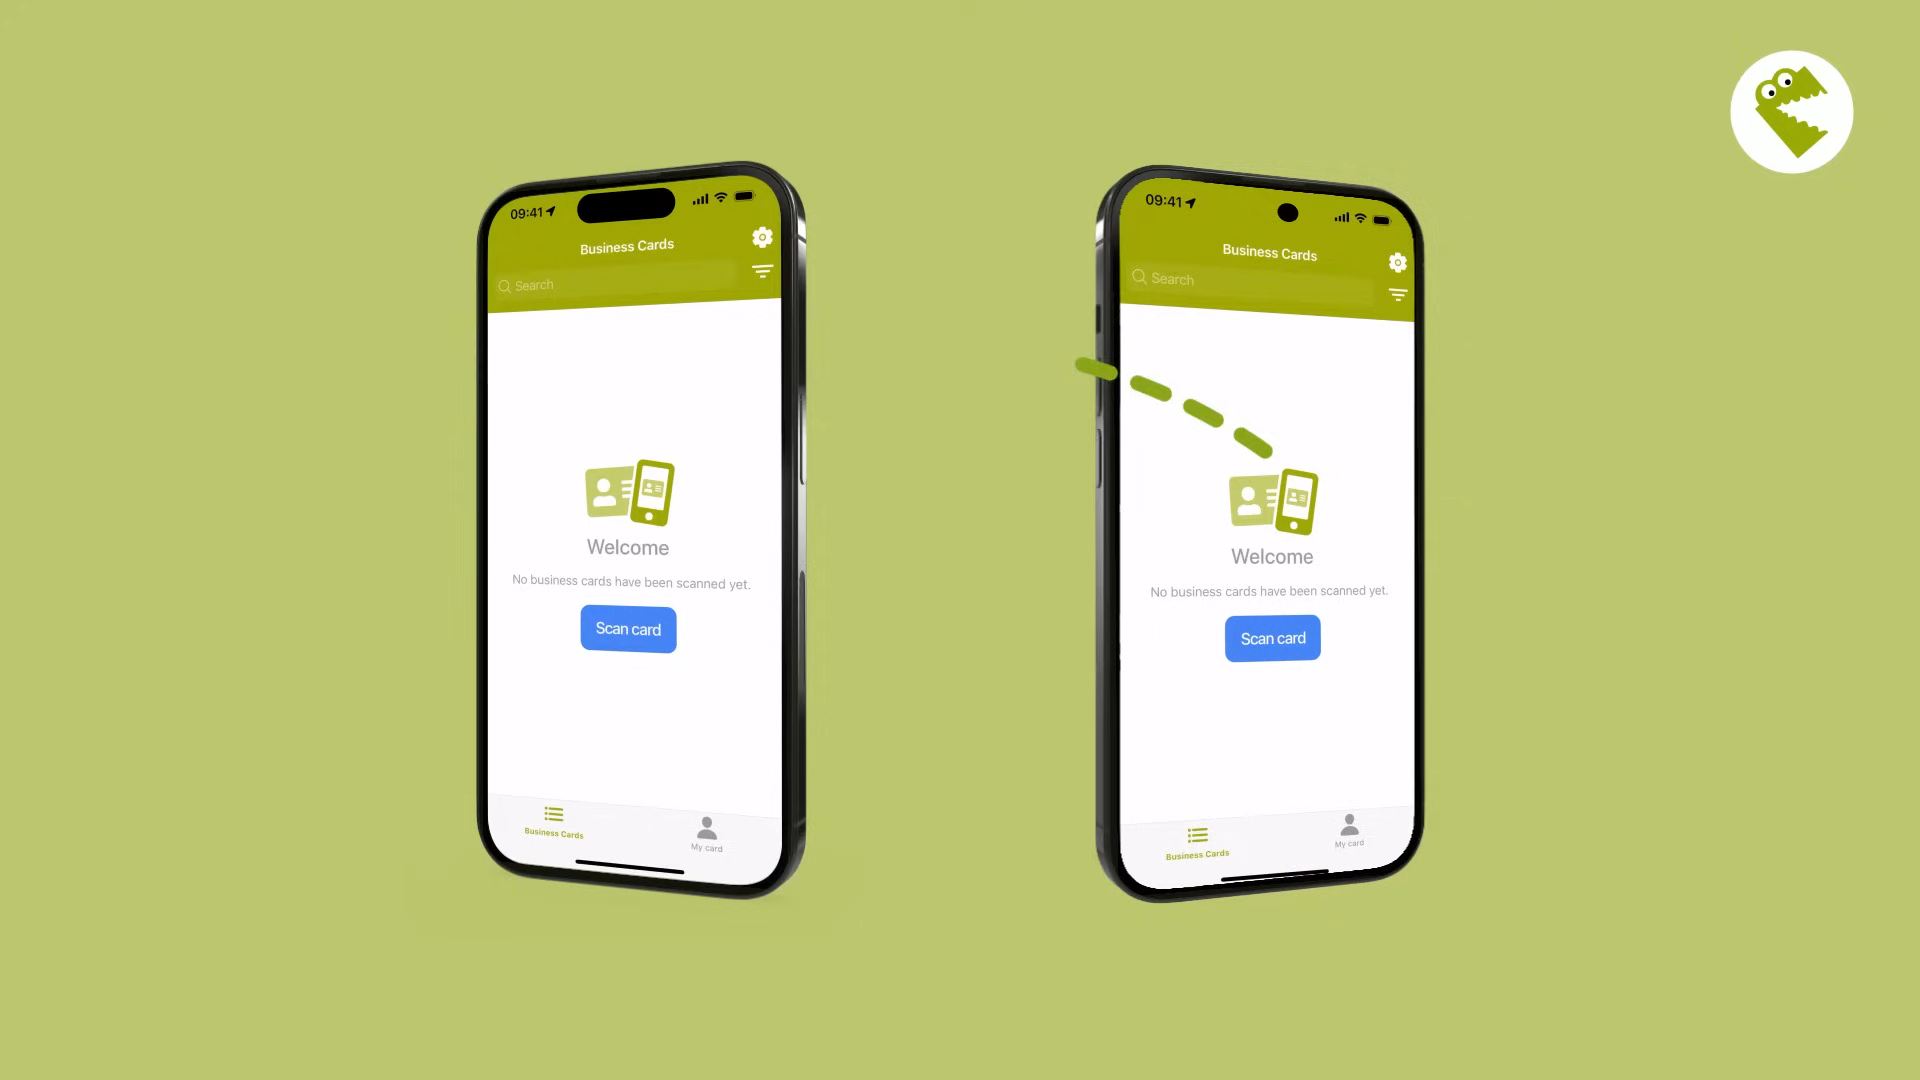 09:41
Business Cards
Search
Welcome
No business cards have been scanned yet.
Scan card
Business Cards
My card
09:41
Business Cards
Search
Welcome
No business cards have been scanned yet.
Scan card
Business Cards
My card